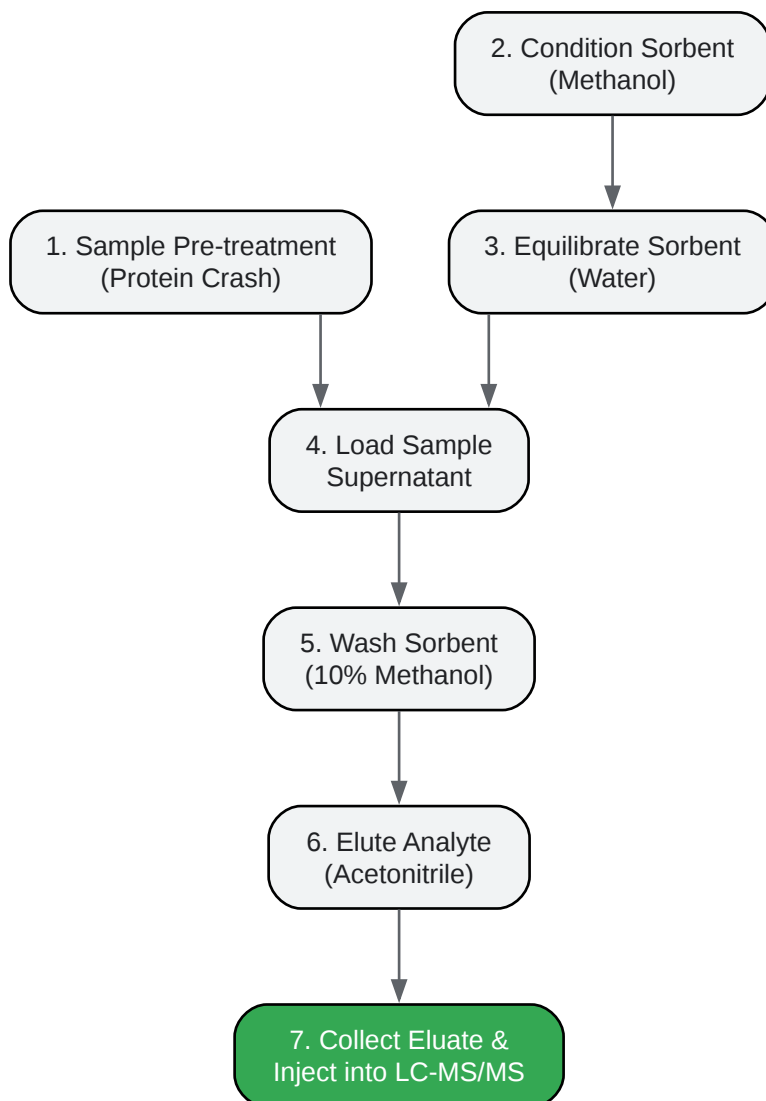 2. Condition Sorbent
(Methanol)
1. Sample Pre-treatment
(Protein Crash)
3. Equilibrate Sorbent
(Water)
4. Load Sample
Supernatant
5. Wash Sorbent
(10% Methanol)
6. Elute Analyte
(Acetonitrile)
7. Collect Eluate &
Inject into LC-MS/MS